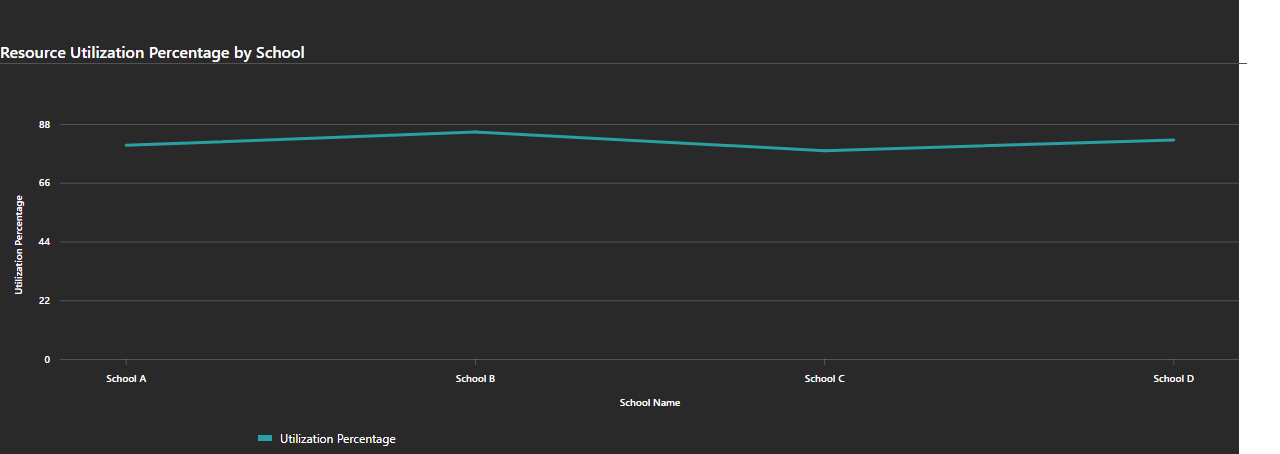 Resource Utilization Percentage by School
88
66
44
22
0
Utilization Percentage
School A
School B
School C
School D
School Name
Utilization Percentage